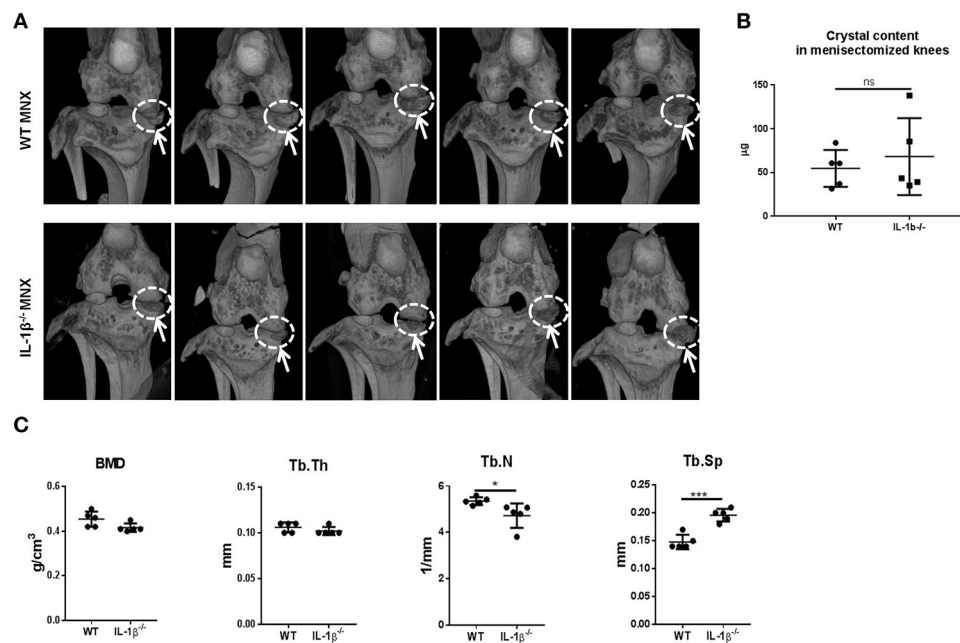 A
WT MNX
IL-1β-/- MNX
B
Crystal content
in menisectomized knees
ns
150
100
50
0
µg
WT IL-1b-/-
C
BMD
0.6
0.4
0.2
0.0
g/cm³
WT IL-1β-/-
Tb.Th
0.15
0.10
0.05
0.00
mm
WT IL-1β-/-
Tb.N
*
6
4
2
0
1/mm
WT IL-1β-/-
Tb.Sp
***
0.25
0.20
0.15
0.10
0.05
0.00
mm
WT IL-1β-/-